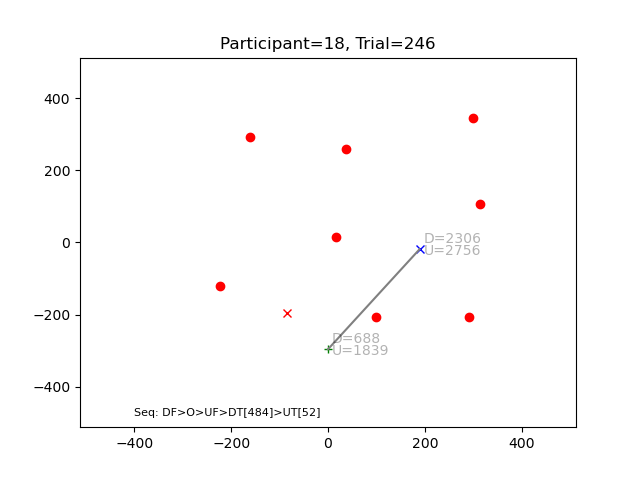 Participant=18, Trial=246
400
200
0
−200
−400
D=2306
U=2756
D=688
U=1839
Seq: DF>O>UF>DT[484]>UT[52]
−400
−200
0
200
400